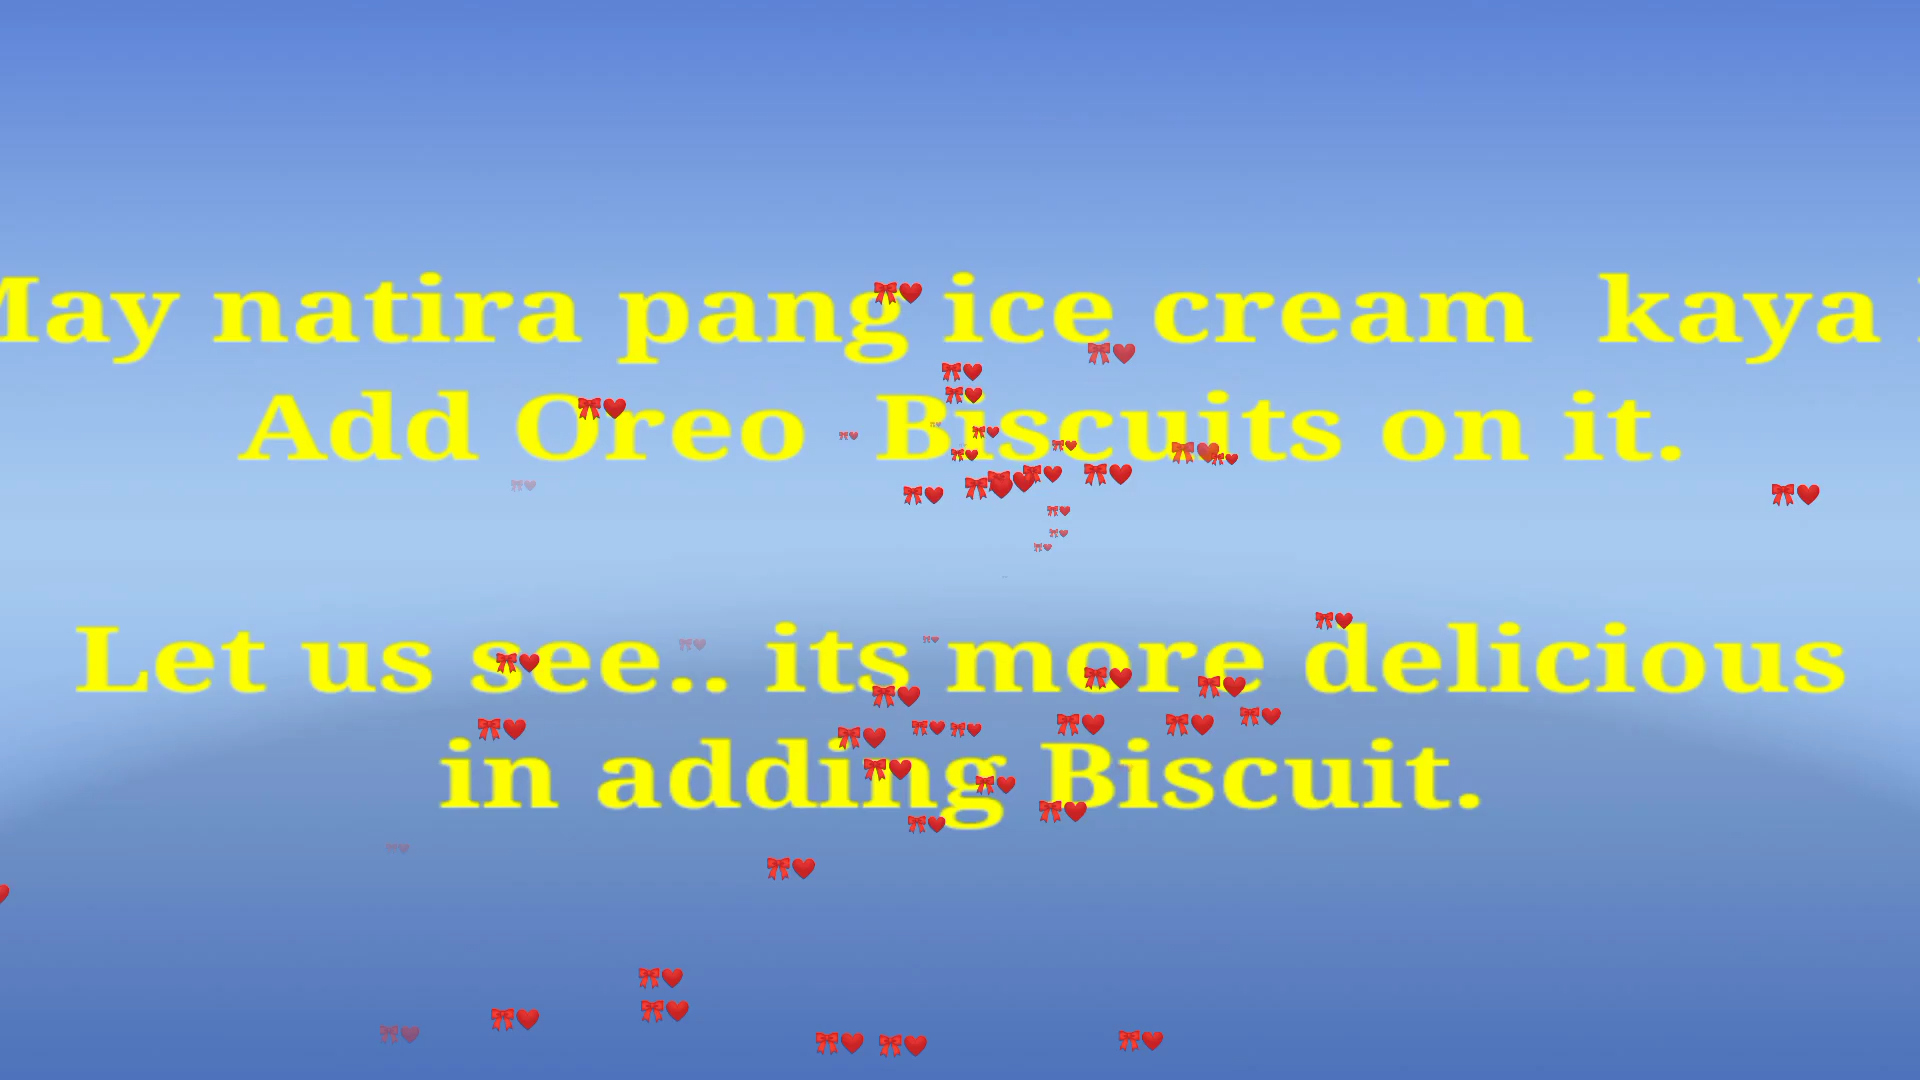 May natira pang ice cream kaya
Add Oreo Biscuits on it.
Let us see.. its more delicious
in adding Biscuit.